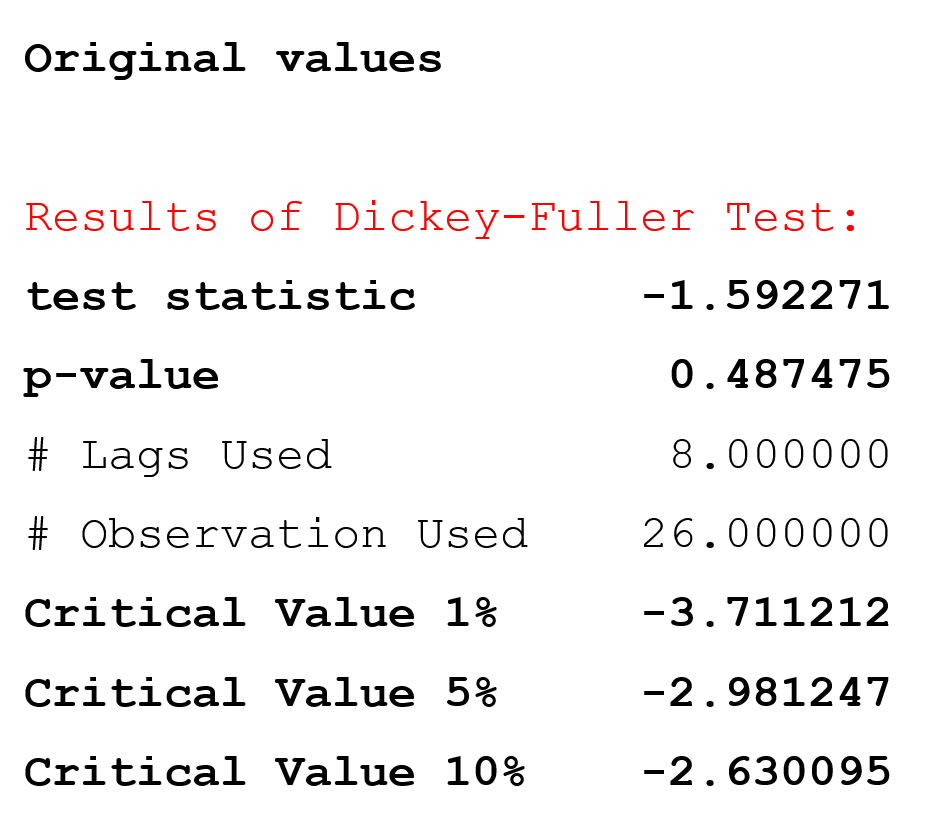 Original values
Results of Dickey-Fuller Test:
test statistic -1.592271
p-value 0.487475
# Lags Used 8.000000
# Observation Used 26.000000
Critical Value 1% -3.711212
Critical Value 5% -2.981247
Critical Value 10% -2.630095